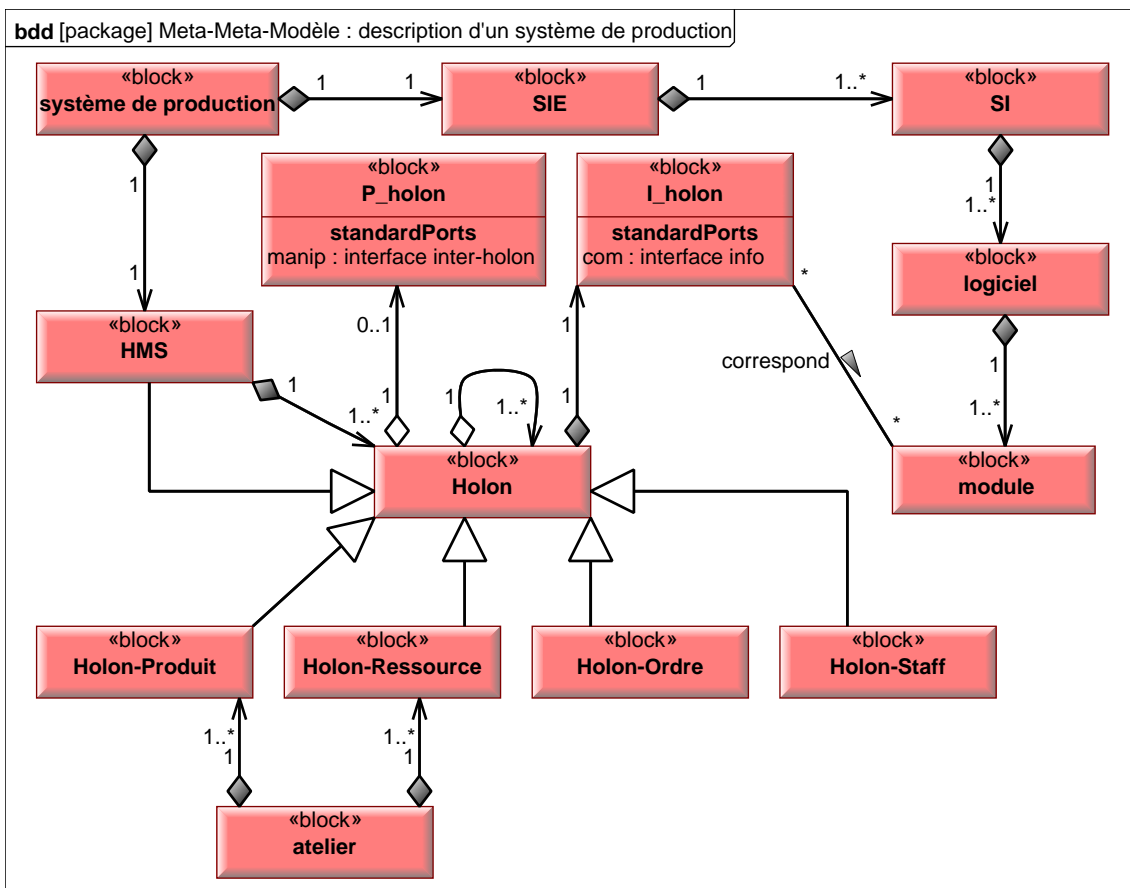 bdd [package] Meta-Meta-Modèle : description d'un système de production
«block»
système de production
1
1
«block»
SIE
1
1..*
«block»
SI
1
1
1
1..*
«block»
P_holon
standardPorts
manip : interface inter-holon
«block»
I_holon
standardPorts
com : interface info
«block»
logiciel
«block»
HMS
1
1..*
0..1
1
1
1..*
1
1
*
correspond
*
1
1..*
«block»
Holon
«block»
module
«block»
Holon-Produit
«block»
Holon-Ressource
«block»
Holon-Ordre
«block»
Holon-Staff
1..*
1
1..*
1
«block»
atelier